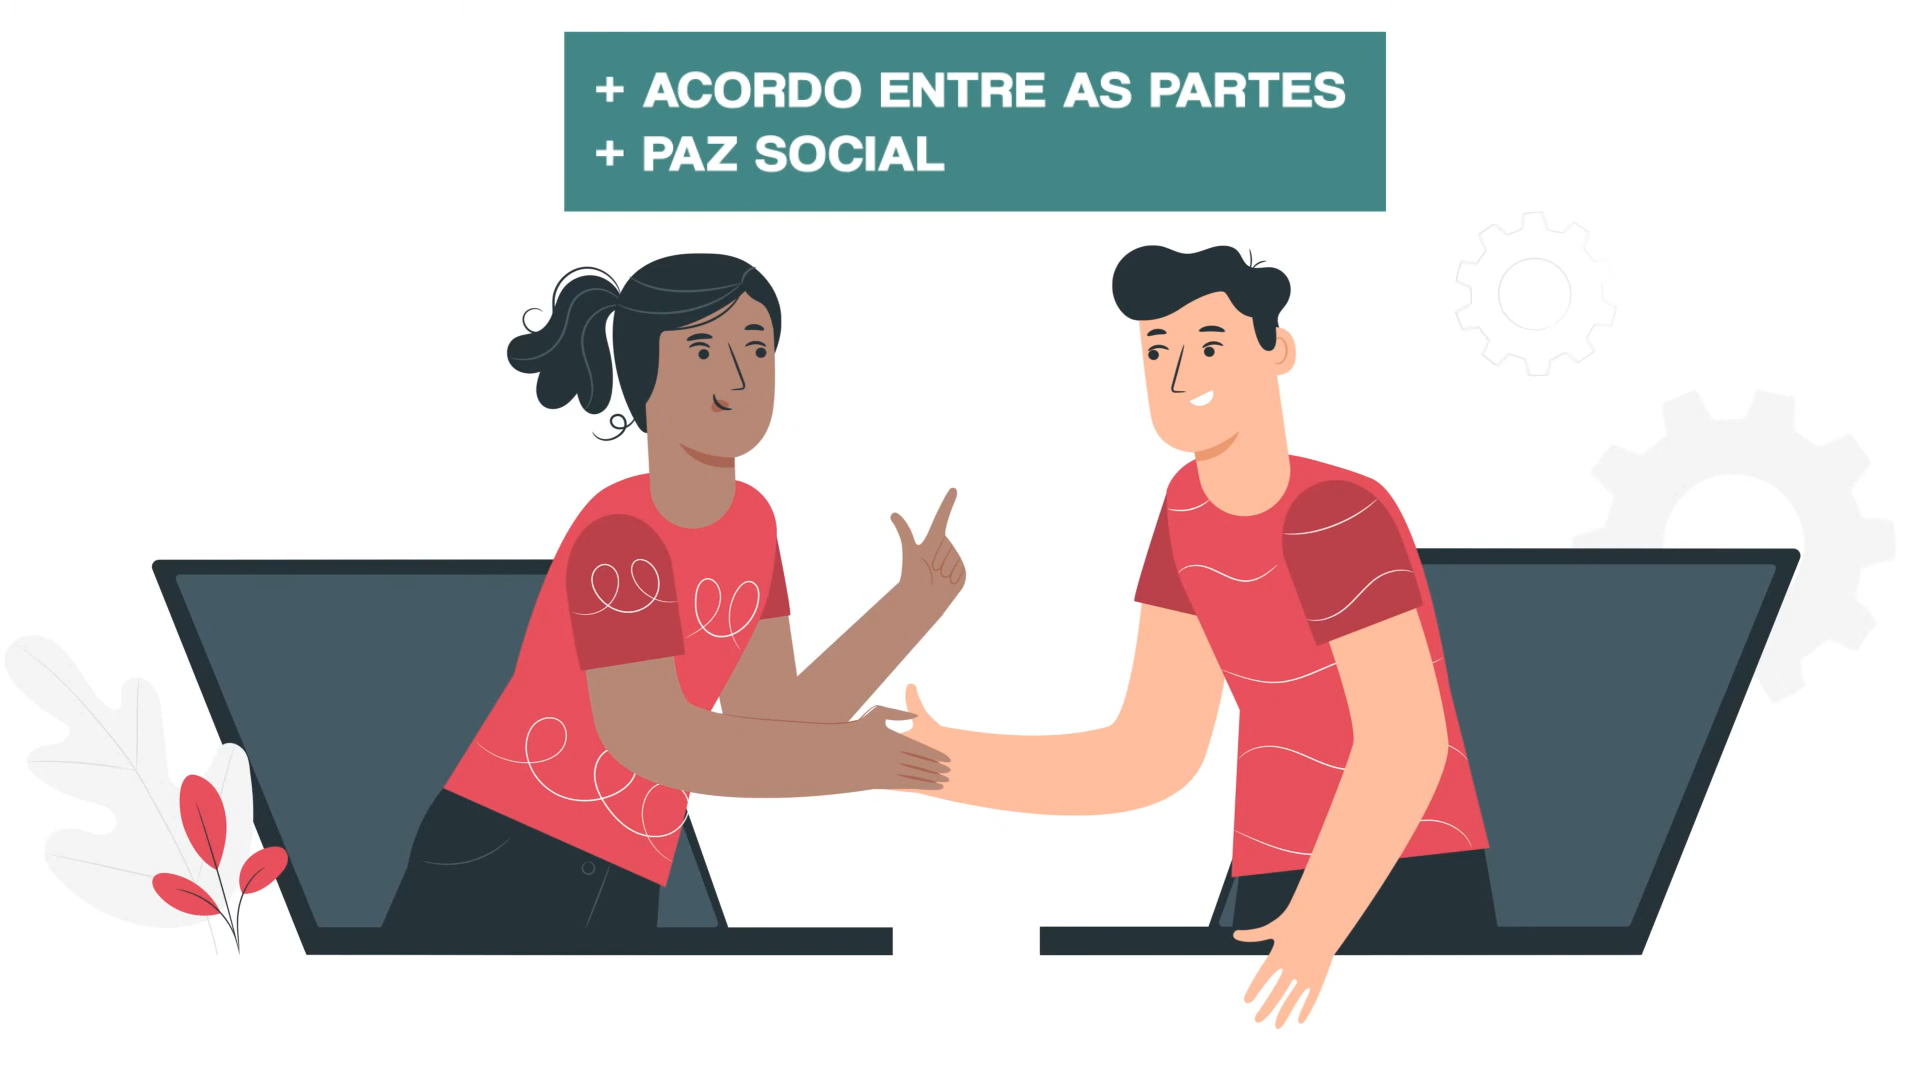 + ACORDO ENTRE AS PARTES
+ PAZ SOCIAL